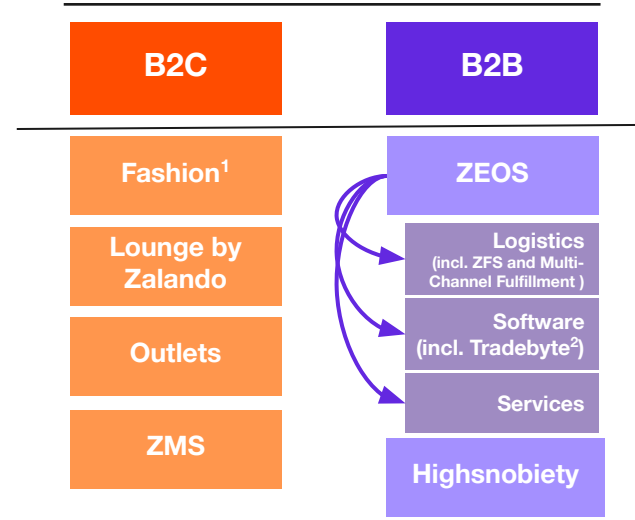 B2C
B2B
Fashion¹
Lounge by
Zalando
Outlets
ZMS
ZEOS
Logistics
(incl. ZFS and Multi-
Channel Fulfillment )
Software
(incl. Tradebyte²)
Services
Highsnobiety